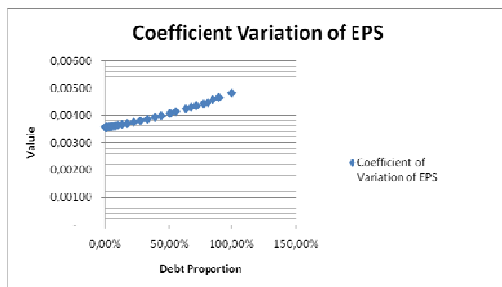 Coefficient Variation of EPS
0,00600
0,00500
0,00400
0,00300
0,00200
0,00100
-
0,00%
50,00%
100,00%
150,00%
Value
Debt Proportion
Coefficient of
Variation of EPS